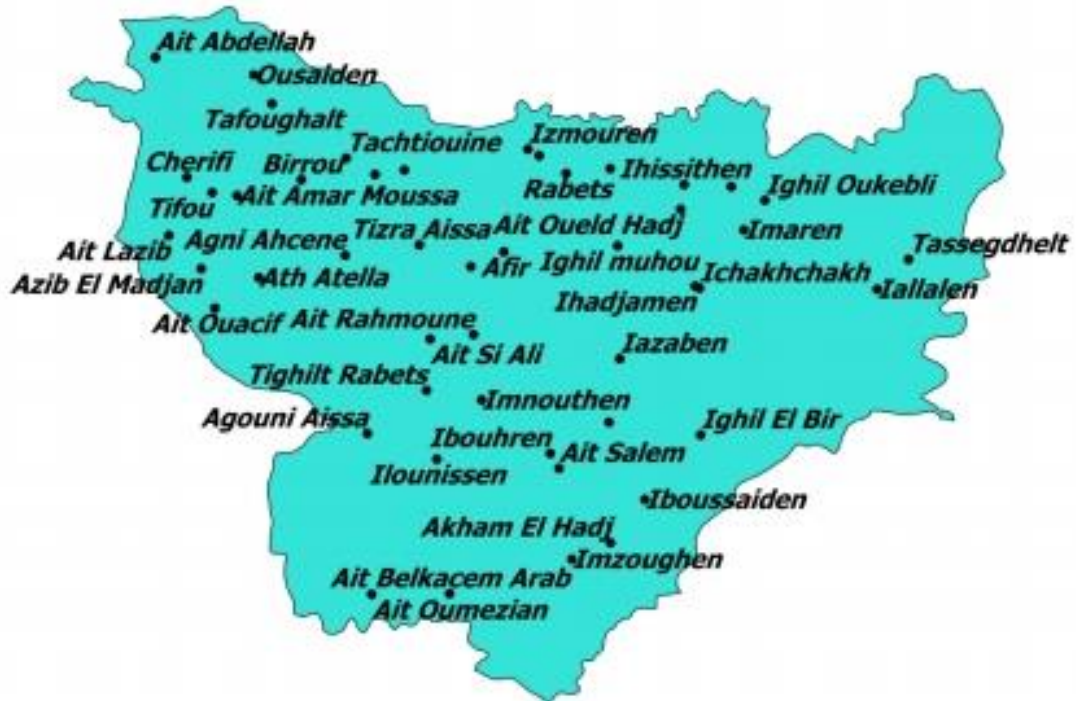 Ait Abdellah
Ousalden
Tafoughalt
Tachtiouine
Izmouren
Cherifi
Birrou
Ihissithen
Rabets
Ighil Oukebli
Tifou
Ait Amar Moussa
Ait Oueld Hadj
Imaren
Tizra Aissa
Agni Ahcene
Ait Lazib
Tassegdhelt
Afir
Ighil muhou
Ichakhchakh
Azib El Madjan
Ath Atella
Iallalen
Ihadjamen
Ait Ouacif
Ait Rahmoune
Ait Si Ali
Iazaben
Tighilt Rabets
Imnouthen
Agouni Aissa
Ighil El Bir
Ibouhren
Ait Salem
Ilounissen
Iboussaiden
Akham El Hadj
Imzoughen
Ait Belkacem Arab
Ait Oumezian